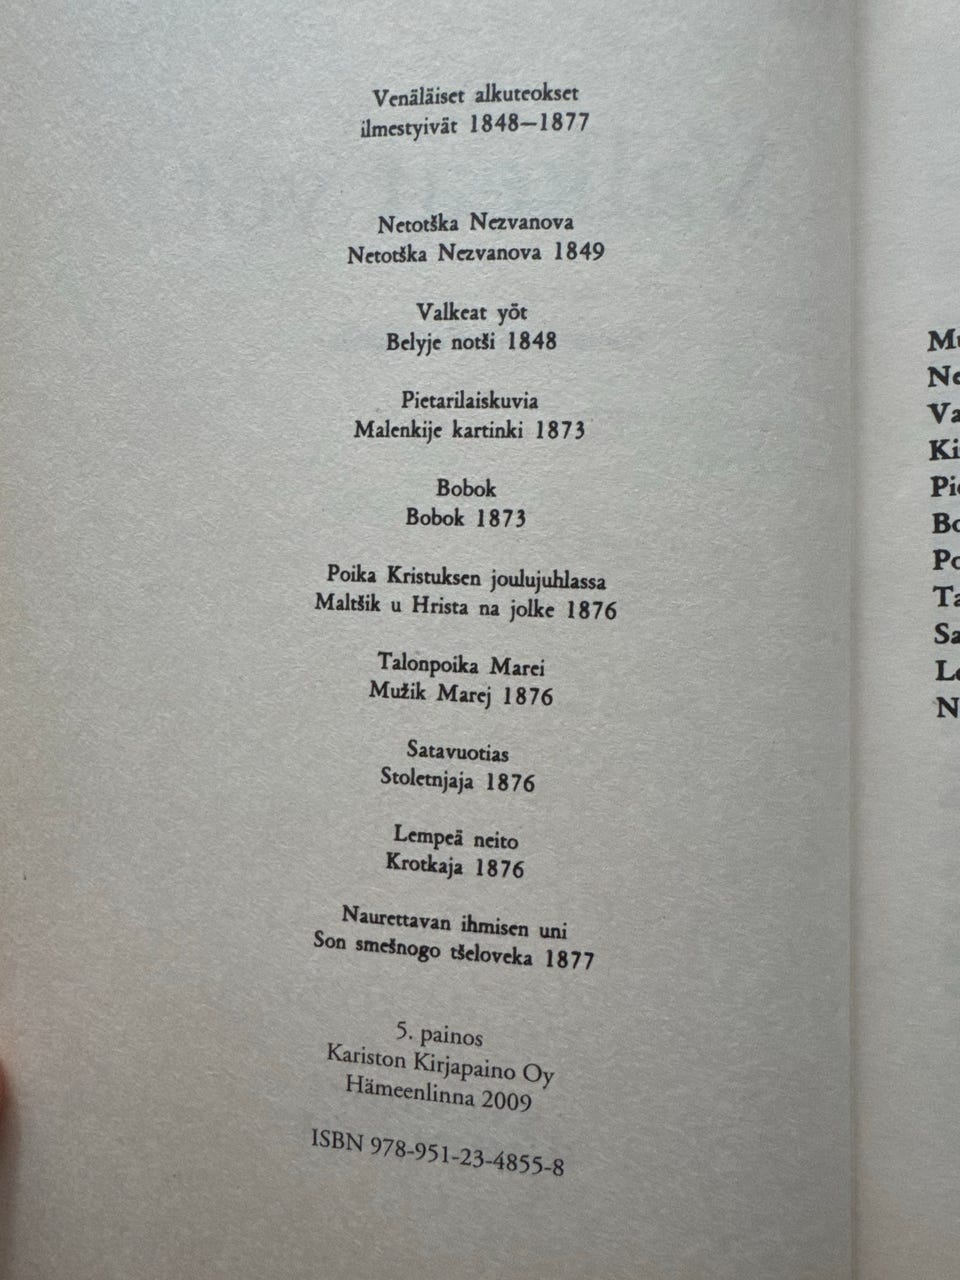 Venäläiset alkuteokset
ilmestyivät 1848—1877
Netotška Nezvanova
Netotška Nezvanova 1849
Valkeat yöt
Belyje notši 1848
Pietarilaiskuvia
Malenkije kartinki 1873
Bobok
Bobok 1873
Poika Kristuksen joulujuhlassa
Maltšik u Hrista na jolke 1876
Talonpoika Marei
Mužik Marej 1876
Satavuotias
Stoletnjaja 1876
Lempeä neito
Krotkaja 1876
Naurettavan ihmisen uni
Son smešnogo tšeloveka 1877
5. painos
Kariston Kirjapaino Oy
Hämeenlinna 2009
ISBN 978-951-23-4855-8